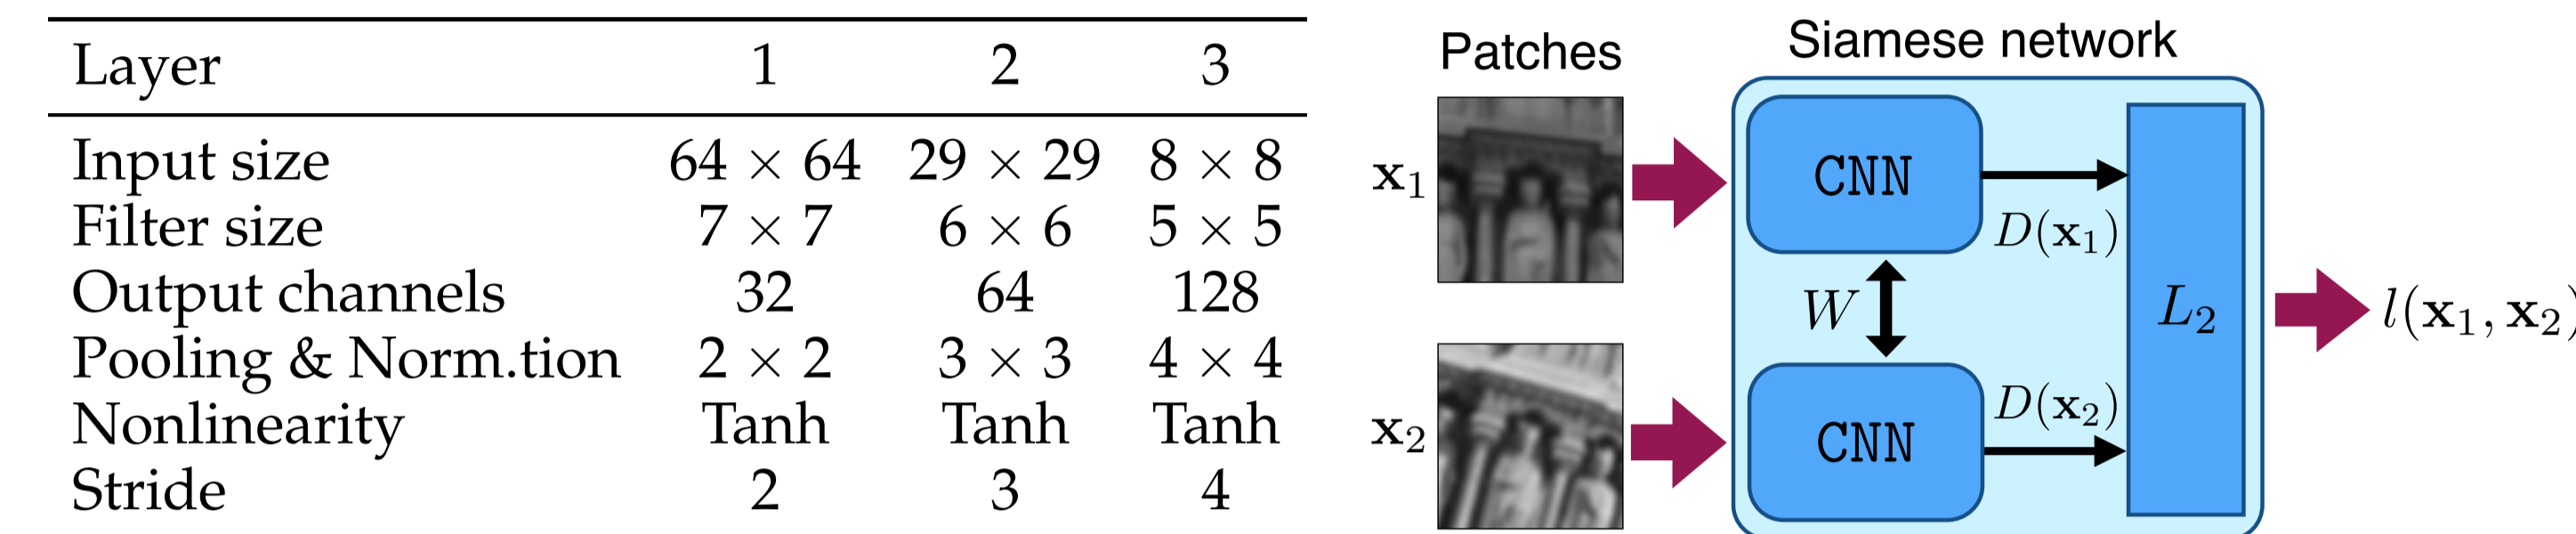 Layer 1 2 3
Input size 64 × 64 29 × 29 8 × 8
Filter size 7 × 7 6 × 6 5 × 5
Output channels 32 64 128
Pooling & Norm.tion 2 × 2 3 × 3 4 × 4
Nonlinearity Tanh Tanh Tanh
Stride 2 3 4
Patches
Siamese network
x₁
CNN
D(x₁)
W
L₂
l(x₁, x₂)
x₂
CNN
D(x₂)